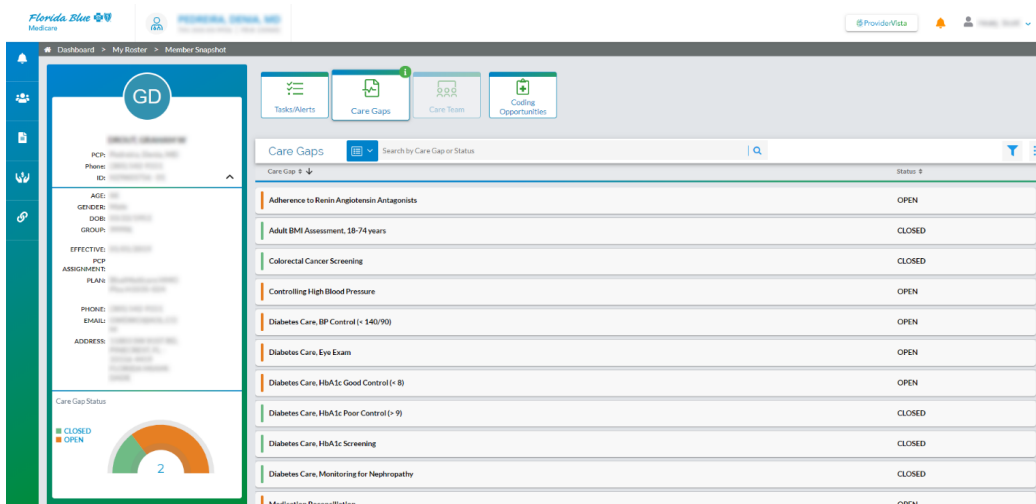 Florida Blue
Medicare
ProviderVista
Dashboard > My Roster > Member Snapshot
GD
PCP:
Phone:
ID:
AGE:
GENDER:
DOB:
GROUP:
EFFECTIVE:
PCP
ASSIGNMENT:
PLAN:
PHONE:
EMAIL:
ADDRESS:
Care Gap Status
CLOSED
OPEN
2
Tasks/Alerts
i
Care Gaps
Care Team
Coding
Opportunities
Care Gaps
Search by Care Gap or Status
Care Gap Status
Adherence to Renin Angiotensin Antagonists OPEN
Adult BMI Assessment, 18-74 years CLOSED
Colorectal Cancer Screening CLOSED
Controlling High Blood Pressure OPEN
Diabetes Care, BP Control (< 140/90) OPEN
Diabetes Care, Eye Exam OPEN
Diabetes Care, HbA1c Good Control (< 8) OPEN
Diabetes Care, HbA1c Poor Control (> 9) CLOSED
Diabetes Care, HbA1c Screening CLOSED
Diabetes Care, Monitoring for Nephropathy CLOSED
Medication Reconciliation OPEN